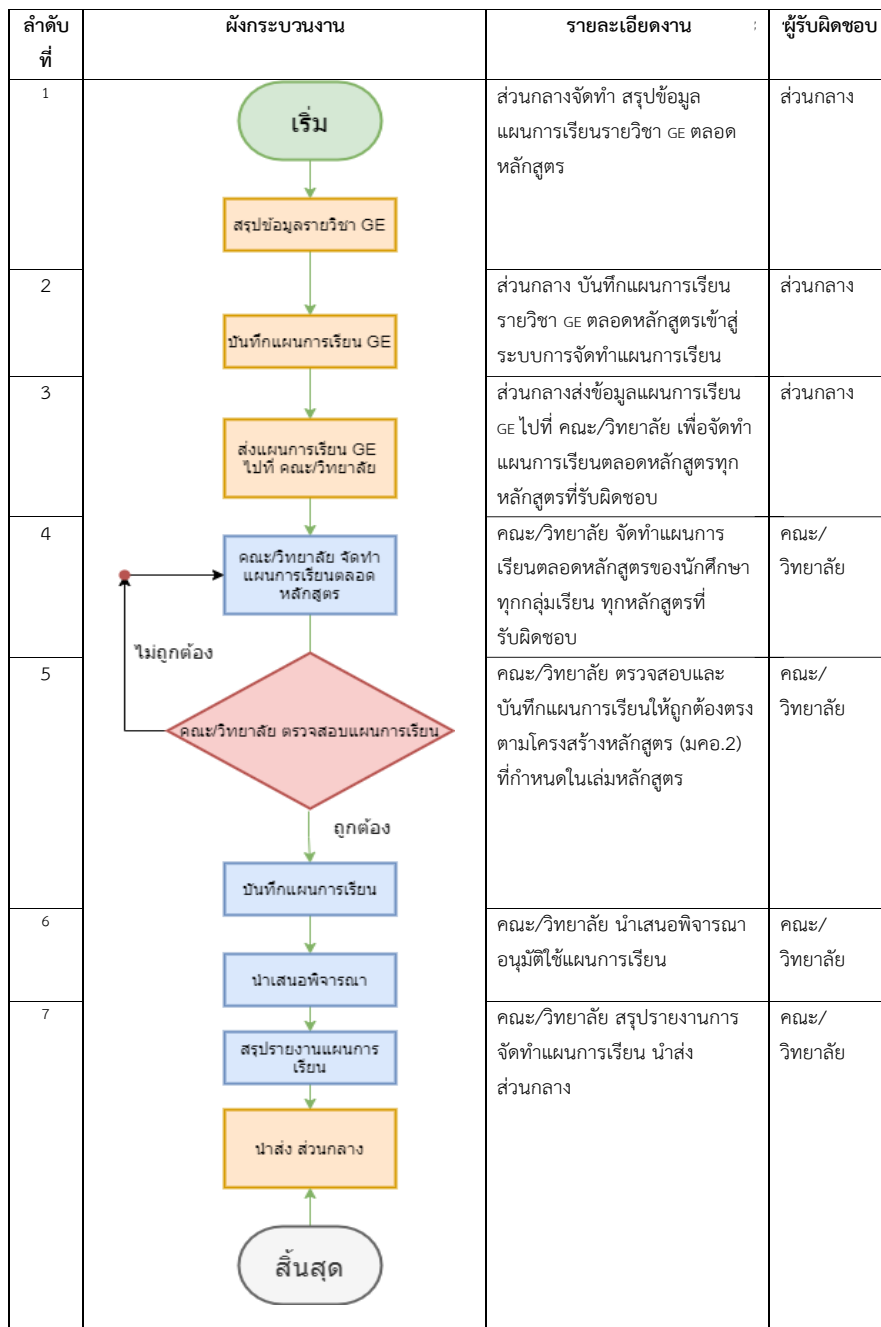 ลำดับ
ที่
ผังกระบวนงาน
รายละเอียดงาน
ผู้รับผิดชอบ
1
เริ่ม
สรุปข้อมูลรายวิชา GE
ส่วนกลางจัดทำ สรุปข้อมูล
แผนการเรียนรายวิชา GE ตลอด
หลักสูตร
ส่วนกลาง
2
บันทึกแผนการเรียน GE
ส่วนกลาง บันทึกแผนการเรียน
รายวิชา GE ตลอดหลักสูตรเข้าสู่
ระบบการจัดทำแผนการเรียน
ส่วนกลาง
3
ส่งแผนการเรียน GE
ไปที่ คณะ/วิทยาลัย
ส่วนกลางส่งข้อมูลแผนการเรียน
GE ไปที่ คณะ/วิทยาลัย เพื่อจัดทำ
แผนการเรียนตลอดหลักสูตรทุก
หลักสูตรที่รับผิดชอบ
ส่วนกลาง
4
คณะ/วิทยาลัย จัดทำ
แผนการเรียนตลอด
หลักสูตร
คณะ/วิทยาลัย จัดทำแผนการ
เรียนตลอดหลักสูตรของนักศึกษา
ทุกกลุ่มเรียน ทุกหลักสูตรที่
รับผิดชอบ
คณะ/
วิทยาลัย
5
ไม่ถูกต้อง
คณะ/วิทยาลัย ตรวจสอบแผนการเรียน
ถูกต้อง
บันทึกแผนการเรียน
คณะ/วิทยาลัย ตรวจสอบและ
บันทึกแผนการเรียนให้ถูกต้องตรง
ตามโครงสร้างหลักสูตร (มคอ.2)
ที่กำหนดในเล่มหลักสูตร
คณะ/
วิทยาลัย
6
นำเสนอพิจารณา
คณะ/วิทยาลัย นำเสนอพิจารณา
อนุมัติใช้แผนการเรียน
คณะ/
วิทยาลัย
7
สรุปรายงานแผนการ
เรียน
นำส่ง ส่วนกลาง
สิ้นสุด
คณะ/วิทยาลัย สรุปรายงานการ
จัดทำแผนการเรียน นำส่ง
ส่วนกลาง
คณะ/
วิทยาลัย